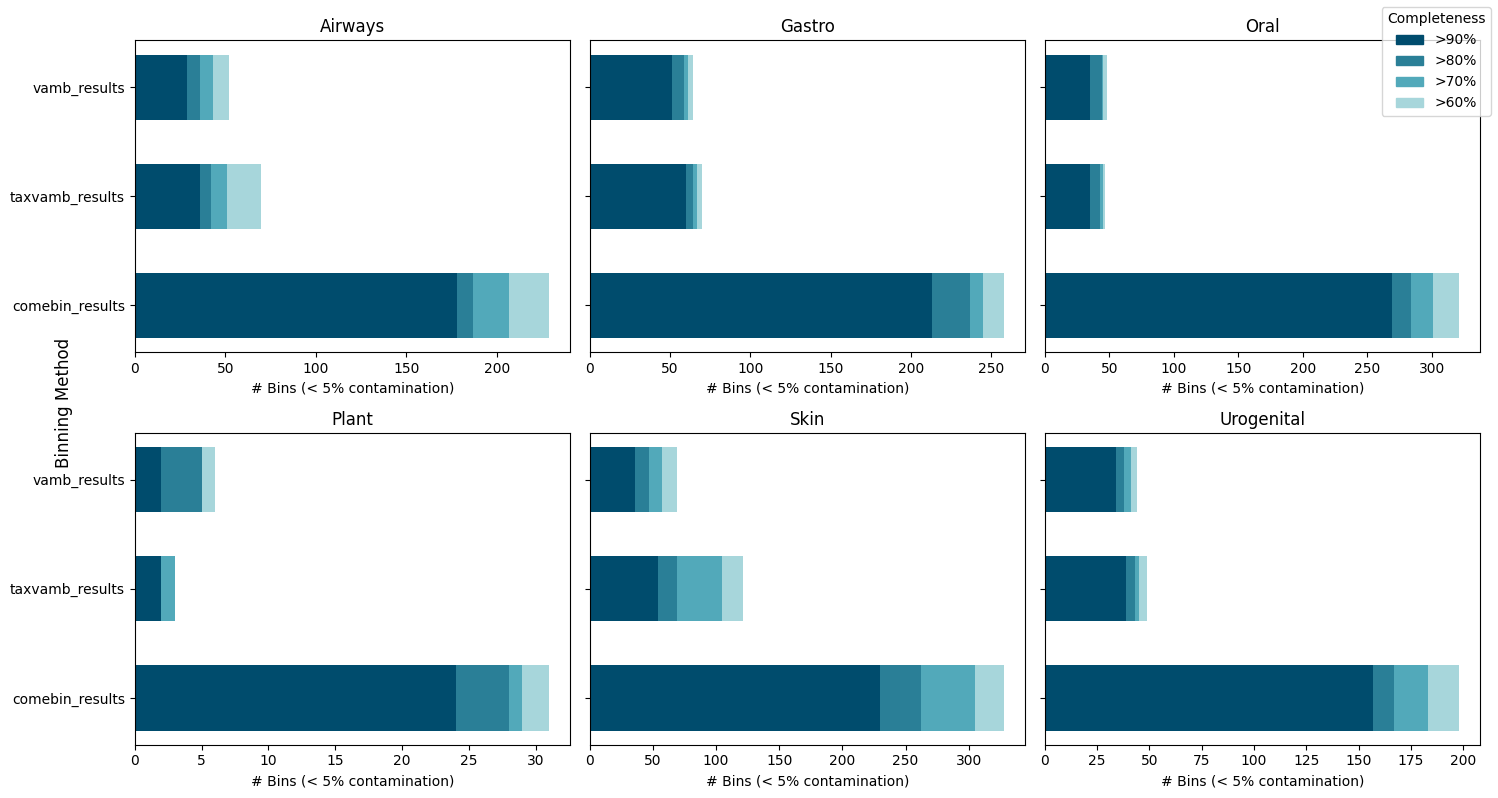 Airways
Gastro
Oral
Completeness
>90%
>80%
>70%
>60%
vamb_results
taxvamb_results
comebin_results
0 50 100 150 200
0 50 100 150 200 250
0 50 100 150 200 250 300
# Bins (< 5% contamination)
# Bins (< 5% contamination)
# Bins (< 5% contamination)
Binning Method
Plant
Skin
Urogenital
vamb_results
taxvamb_results
comebin_results
0 5 10 15 20 25 30
0 50 100 150 200 250 300
0 25 50 75 100 125 150 175 200
# Bins (< 5% contamination)
# Bins (< 5% contamination)
# Bins (< 5% contamination)